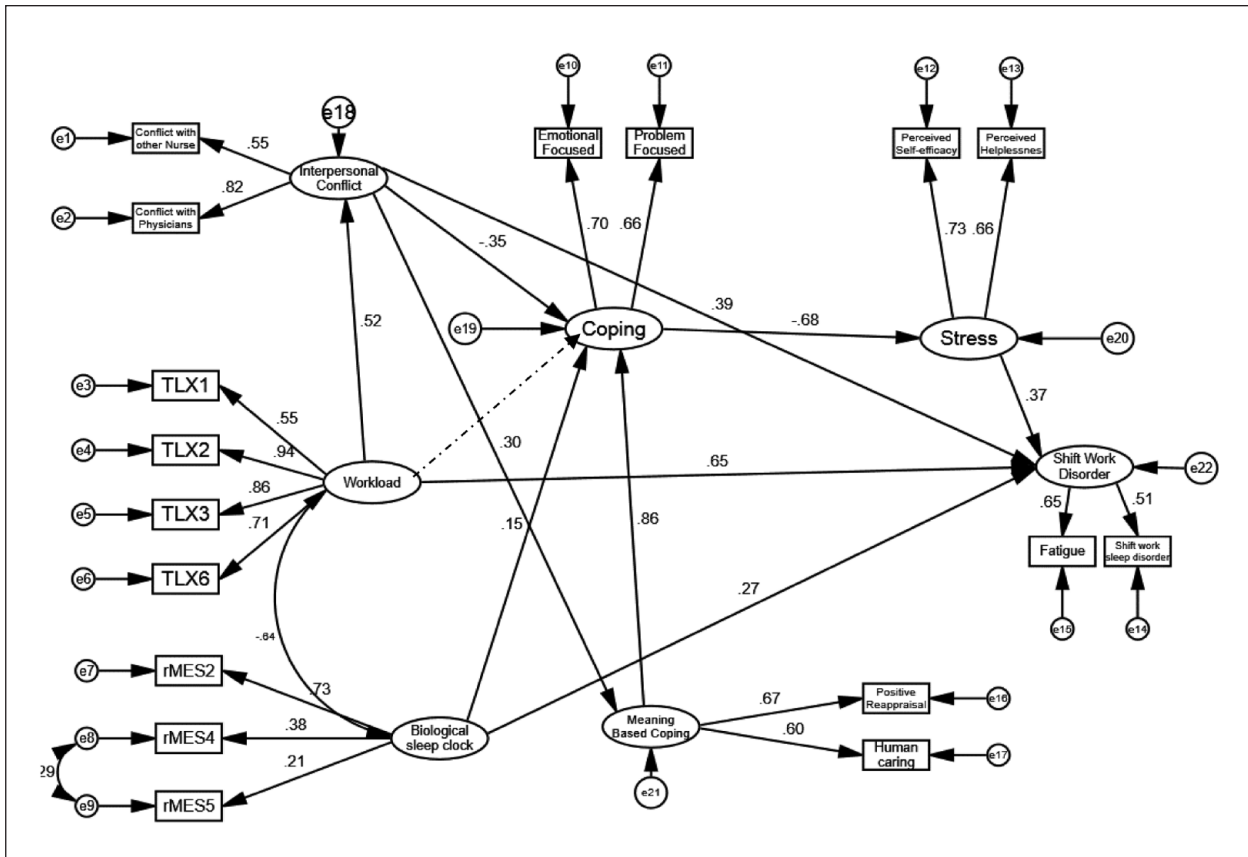 e10
e11
e12
e13
e18
e1
Conflict with
other Nurse
.55
Emotional
Focused
Problem
Focused
Perceived
Self-efficacy
Perceived
Helplessnes
Interpersonal
Conflict
.82
e2
Conflict with
Physicians
-.35
.70
.66
.73
.66
.39
.52
e19
Coping
-.68
Stress
e20
e3
TLX1
.55
.37
e4
TLX2
.94
.30
.65
Shift Work
Disorder
e22
Workload
.86
e5
TLX3
.71
.15
.86
.65
.51
Fatigue
Shift work
sleep disorder
e6
TLX6
.27
e15
e14
-.64
e7
rMES2
.73
Positive
Reappraisal
e16
.67
.38
e8
rMES4
Biological
sleep clock
Meaning
Based Coping
.60
Human
caring
e17
29
.21
e9
rMES5
e21